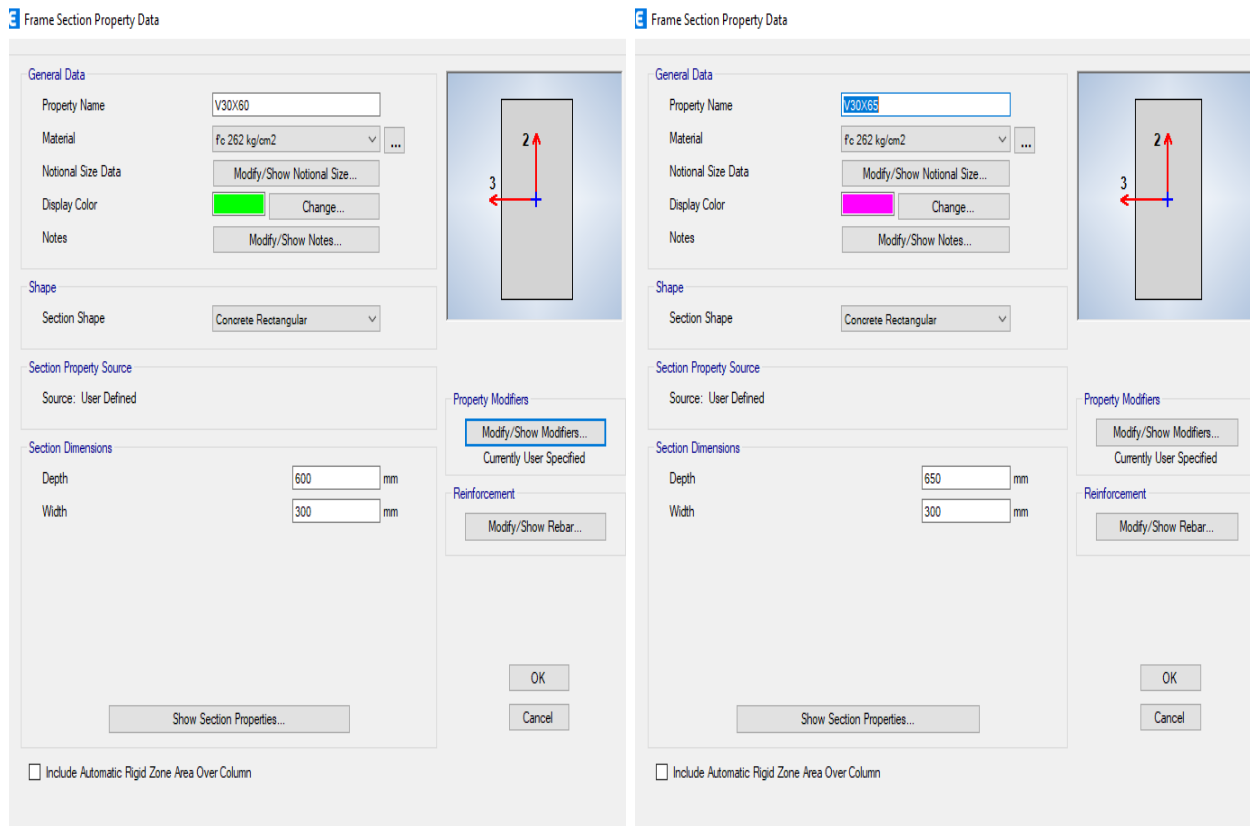 Frame Section Property Data
General Data
Property Name V30X60
Material f'c 262 kg/cm2 ...
Notional Size Data Modify/Show Notional Size...
Display Color Change...
Notes Modify/Show Notes...
2
3
Shape
Section Shape Concrete Rectangular
Section Property Source
Source: User Defined
Property Modifiers
Modify/Show Modifiers...
Currently User Specified
Section Dimensions
Depth 600 mm
Width 300 mm
Reinforcement
Modify/Show Rebar...
OK
Show Section Properties...
Cancel
Include Automatic Rigid Zone Area Over Column
Frame Section Property Data
General Data
Property Name V30X65
Material f'c 262 kg/cm2 ...
Notional Size Data Modify/Show Notional Size...
Display Color Change...
Notes Modify/Show Notes...
2
3
Shape
Section Shape Concrete Rectangular
Section Property Source
Source: User Defined
Property Modifiers
Modify/Show Modifiers...
Currently User Specified
Section Dimensions
Depth 650 mm
Width 300 mm
Reinforcement
Modify/Show Rebar...
OK
Show Section Properties...
Cancel
Include Automatic Rigid Zone Area Over Column